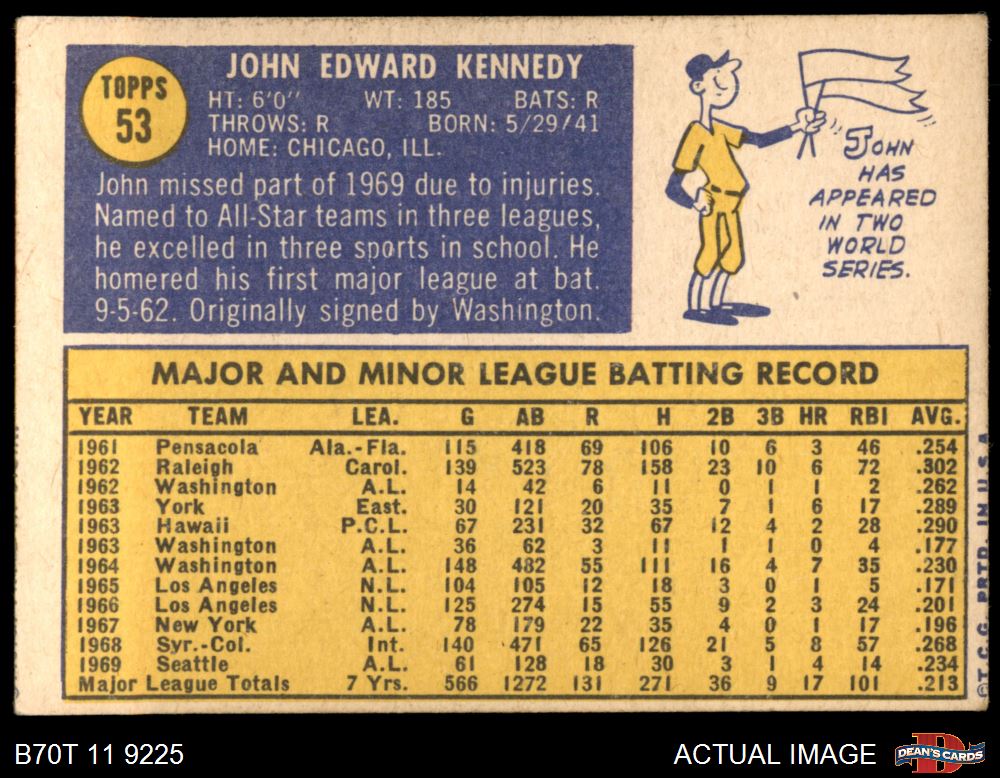 TOPPS
53
JOHN EDWARD KENNEDY
HT: 6'0" WT: 185 BATS: R
THROWS: R BORN: 5/29/41
HOME: CHICAGO, ILL.
John missed part of 1969 due to injuries.
Named to All-Star teams in three leagues,
he excelled in three sports in school. He
homered his first major league at bat.
9-5-62. Originally signed by Washington.
JOHN
HAS
APPEARED
IN TWO
WORLD
SERIES.
MAJOR AND MINOR LEAGUE BATTING RECORD
YEAR TEAM LEA. G AB R H 2B 3B HR RBI AVG.
1961 Pensacola Ala.-Fla. 115 418 69 106 10 6 3 46 .254
1962 Raleigh Carol. 139 523 78 158 23 10 6 72 .302
1962 Washington A.L. 14 42 6 11 0 1 1 2 .262
1963 York East. 30 121 20 35 7 1 6 17 .289
1963 Hawaii P.C.L. 67 231 32 67 12 4 2 28 .290
1963 Washington A.L. 36 62 3 11 1 1 0 4 .177
1964 Washington A.L. 148 482 55 111 16 4 7 35 .230
1965 Los Angeles N.L. 104 105 12 18 3 0 1 5 .171
1966 Los Angeles N.L. 125 274 15 55 9 2 3 24 .201
1967 New York A.L. 78 179 22 35 4 0 1 17 .196
1968 Syr.-Col. Int. 140 471 65 126 21 5 8 57 .268
1969 Seattle A.L. 61 128 18 30 3 1 4 14 .234
Major League Totals 7 Yrs. 566 1272 131 271 36 9 17 101 .213
©T.C.G. PRTD. IN U.S.A.
B70T 11 9225
ACTUAL IMAGE
DEAN'S CARDS